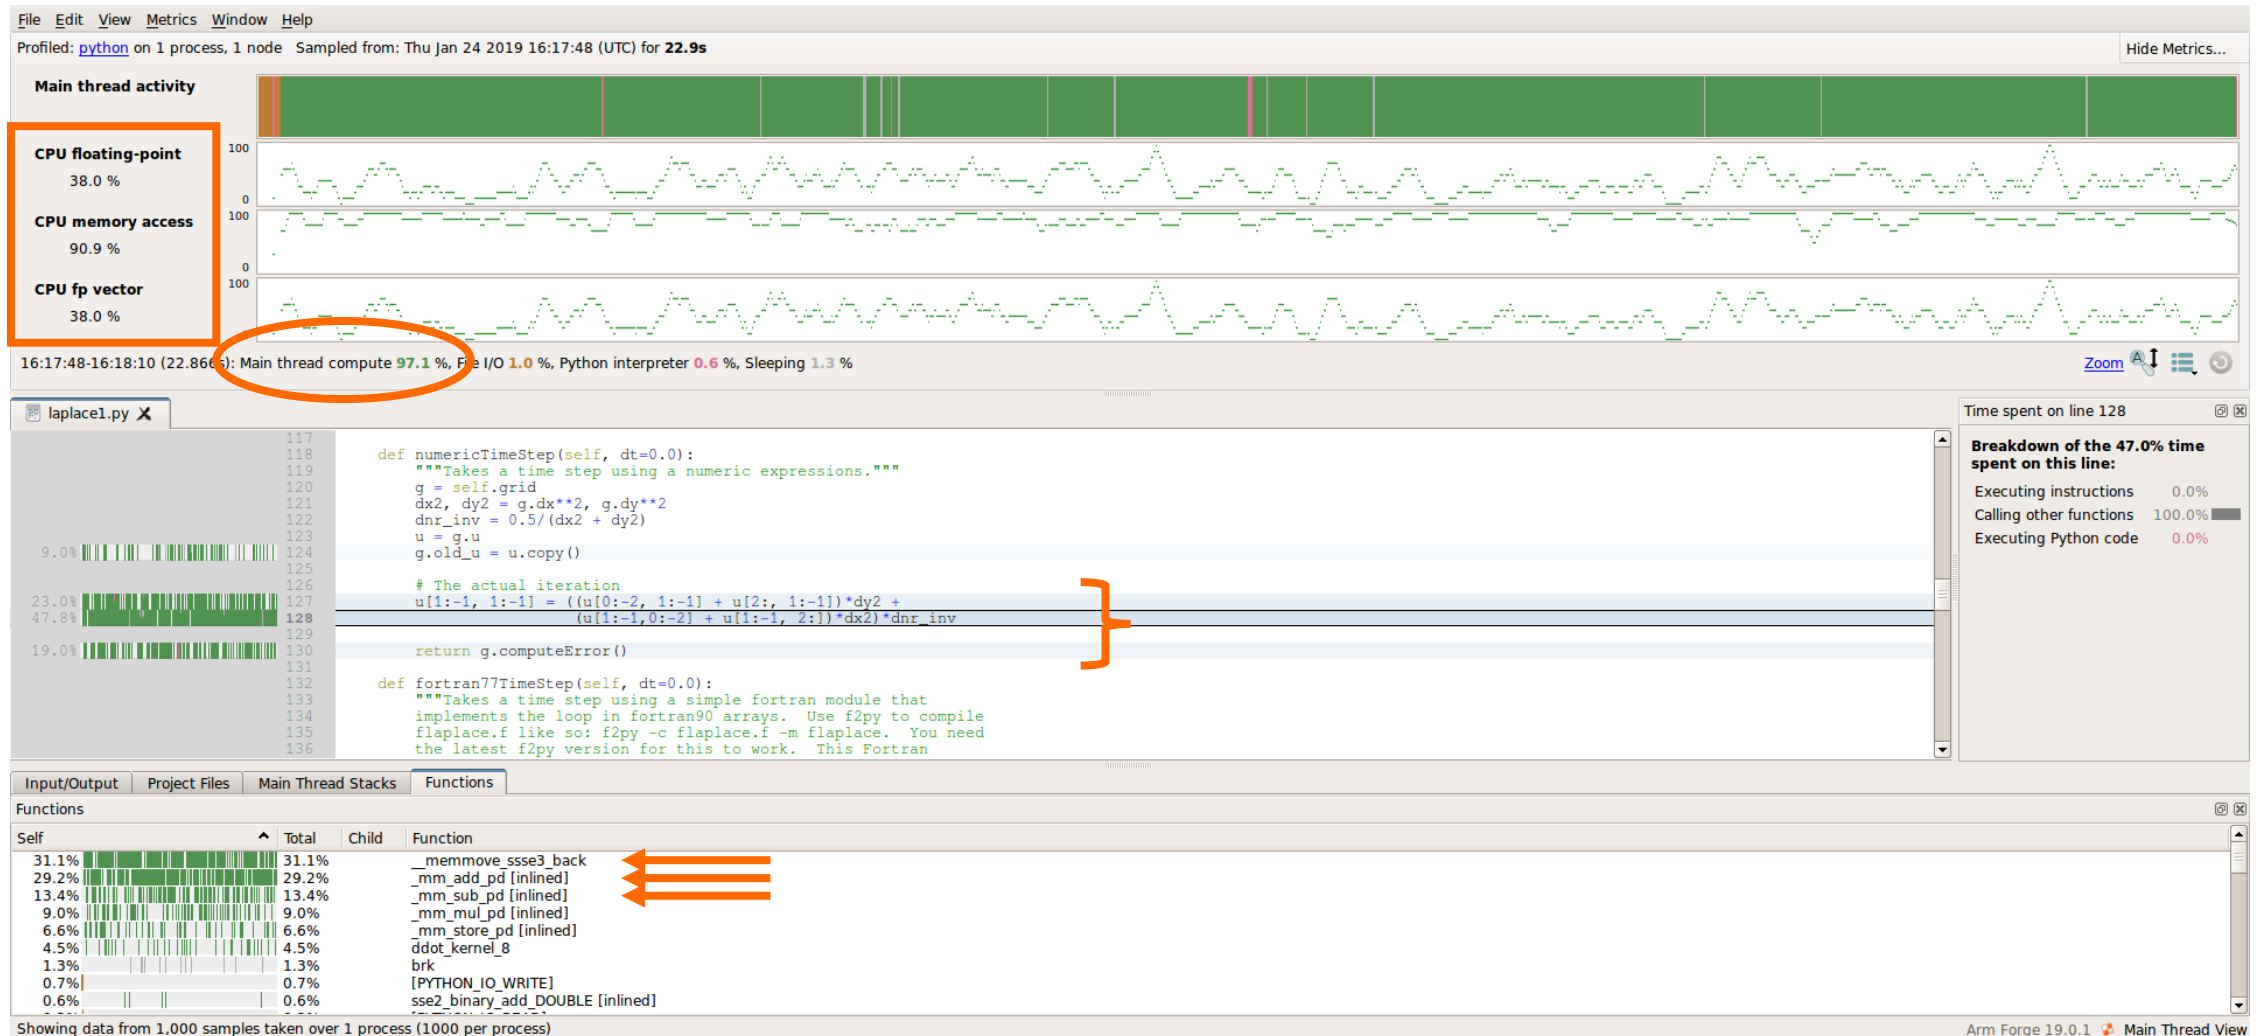 File Edit View Metrics Window Help
Profiled: python on 1 process, 1 node Sampled from: Thu Jan 24 2019 16:17:48 (UTC) for 22.9s
Hide Metrics...
Main thread activity
CPU floating-point
38.0 %
100
0
CPU memory access
90.9 %
100
0
CPU fp vector
38.0 %
100
16:17:48-16:18:10 (22.866s): Main thread compute 97.1 %, File I/O 1.0 %, Python interpreter 0.6 %, Sleeping 1.3 %
Zoom
laplace1.py
117
118 def numericTimeStep(self, dt=0.0):
119 """Takes a time step using a numeric expressions."""
120 g = self.grid
121 dx2, dy2 = g.dx**2, g.dy**2
122 dnr_inv = 0.5/(dx2 + dy2)
123 u = g.u
9.0% 124 g.old_u = u.copy()
125
126 # The actual iteration
23.0% 127 u[1:-1, 1:-1] = ((u[0:-2, 1:-1] + u[2:, 1:-1])*dy2 +
47.8% 128 (u[1:-1,0:-2] + u[1:-1, 2:])*dx2)*dnr_inv
129
19.0% 130 return g.computeError()
131
132 def fortran77TimeStep(self, dt=0.0):
133 """Takes a time step using a simple fortran module that
134 implements the loop in fortran90 arrays. Use f2py to compile
135 flaplace.f like so: f2py -c flaplace.f -m flaplace. You need
136 the latest f2py version for this to work. This Fortran
Time spent on line 128
Breakdown of the 47.0% time
spent on this line:
Executing instructions 0.0%
Calling other functions 100.0%
Executing Python code 0.0%
Input/Output Project Files Main Thread Stacks Functions
Functions
Self Total Child Function
31.1% 31.1% __memmove_ssse3_back
29.2% 29.2% _mm_add_pd [inlined]
13.4% 13.4% _mm_sub_pd [inlined]
9.0% 9.0% _mm_mul_pd [inlined]
6.6% 6.6% _mm_store_pd [inlined]
4.5% 4.5% ddot_kernel_8
1.3% 1.3% brk
0.7% 0.7% [PYTHON_IO_WRITE]
0.6% 0.6% sse2_binary_add_DOUBLE [inlined]
Showing data from 1,000 samples taken over 1 process (1000 per process)
Arm Forge 19.0.1 Main Thread View